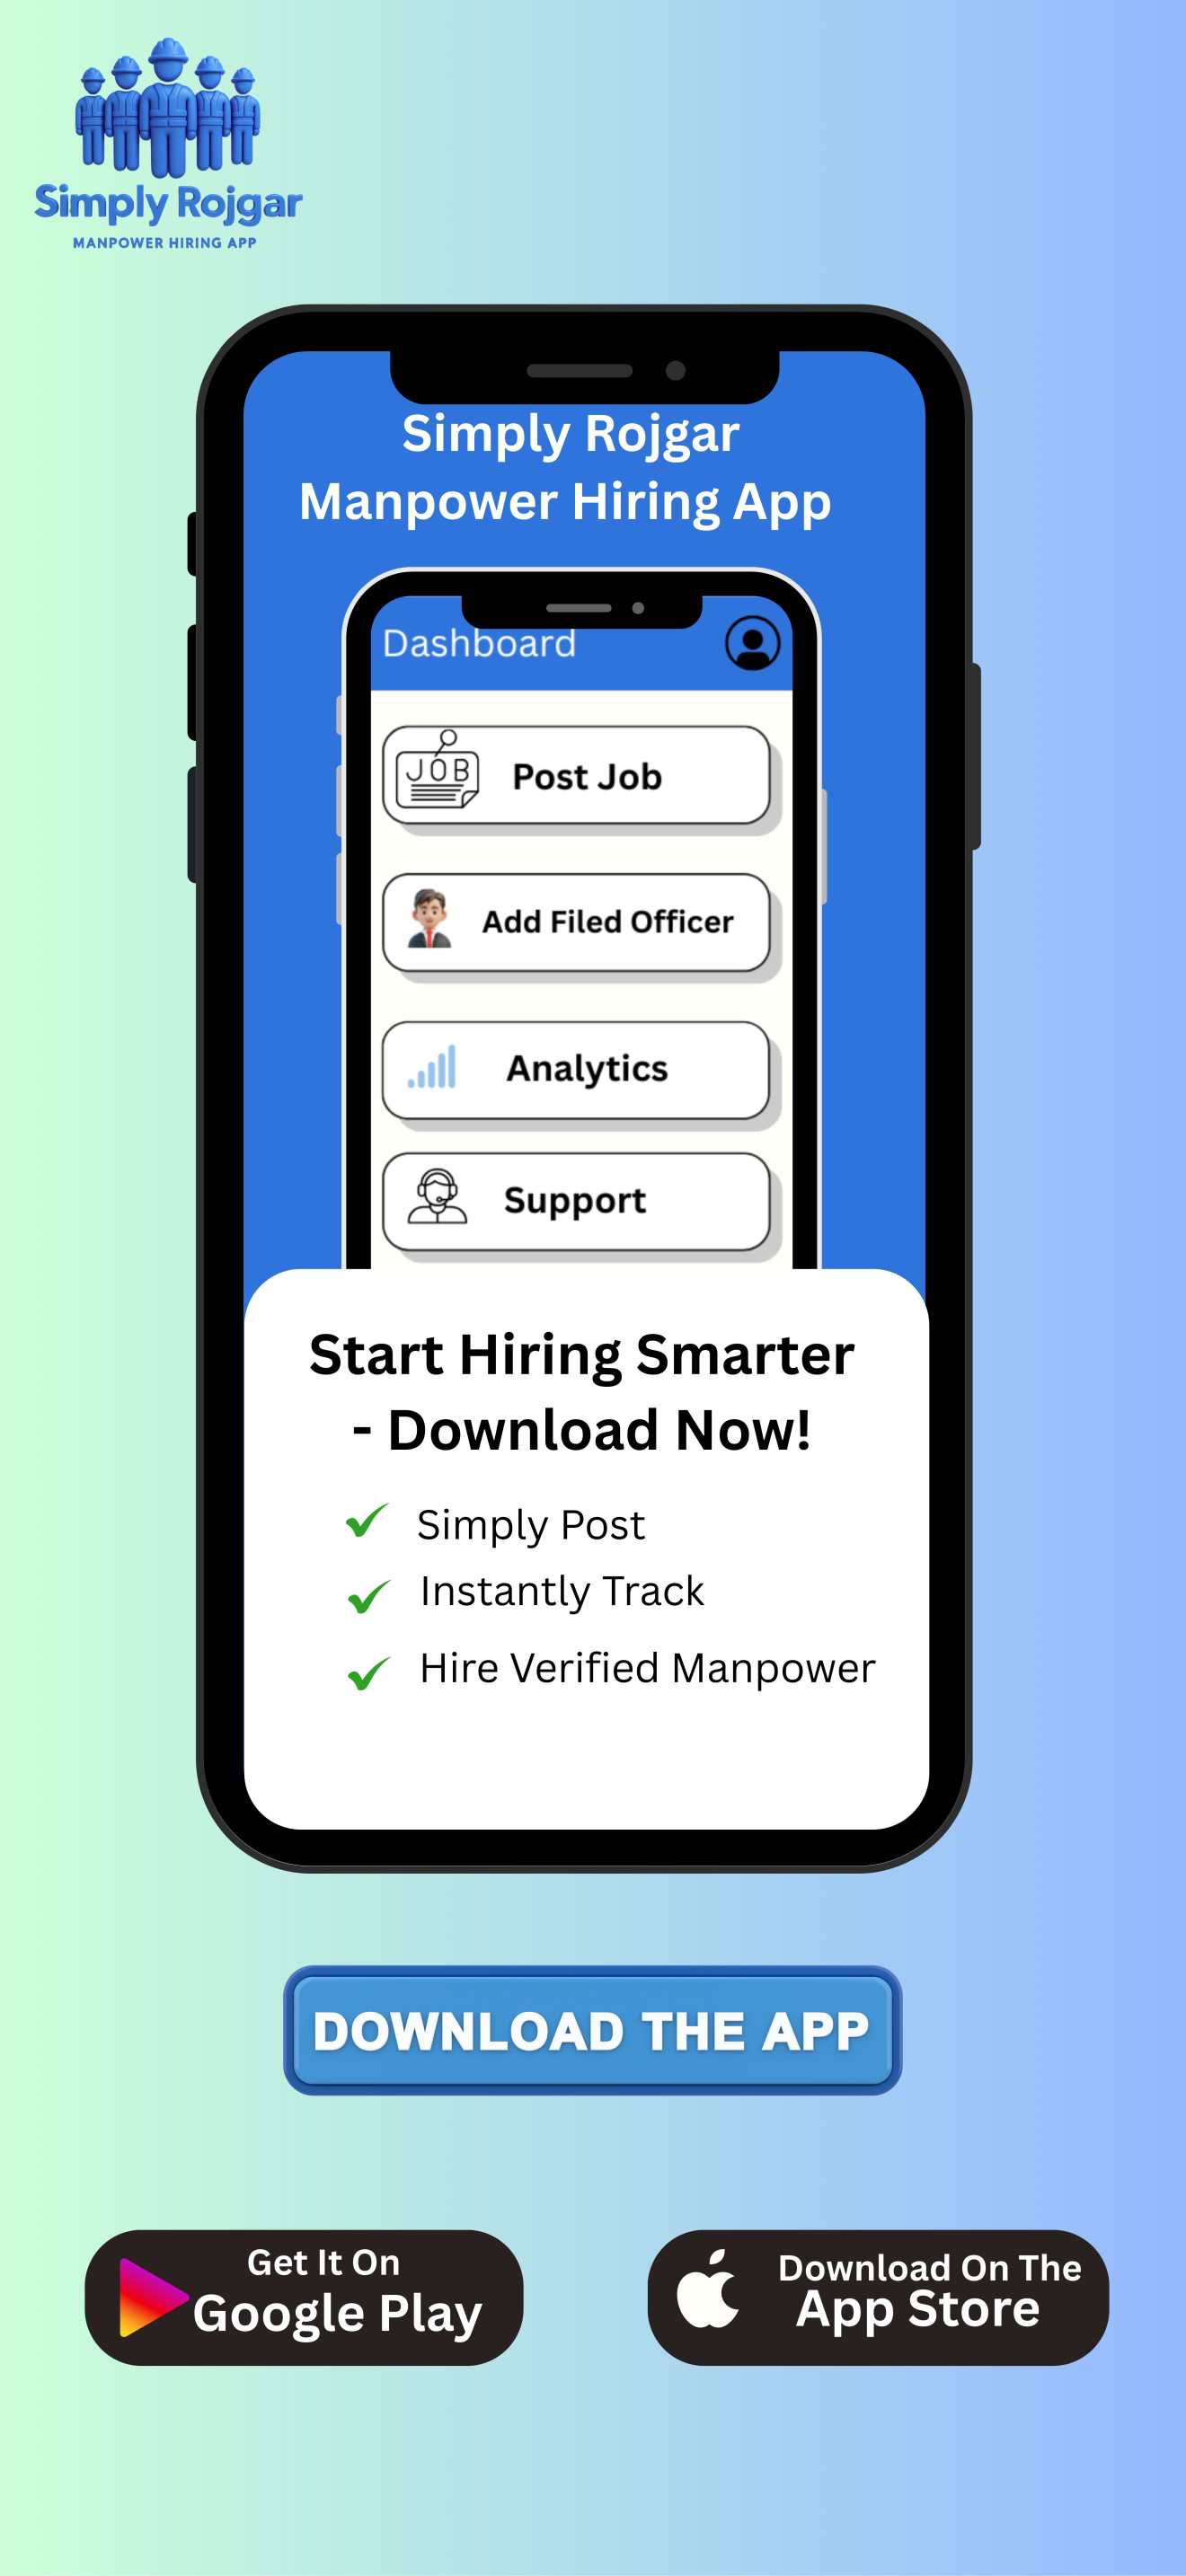 Simply Rojgar
MANPOWER HIRING APP
Simply Rojgar
Manpower Hiring App
Dashboard
JOB
Post Job
Add Filed Officer
Analytics
Support
Start Hiring Smarter
- Download Now!
Simply Post
Instantly Track
Hire Verified Manpower
DOWNLOAD THE APP
Get It On
Google Play
Download On The
App Store